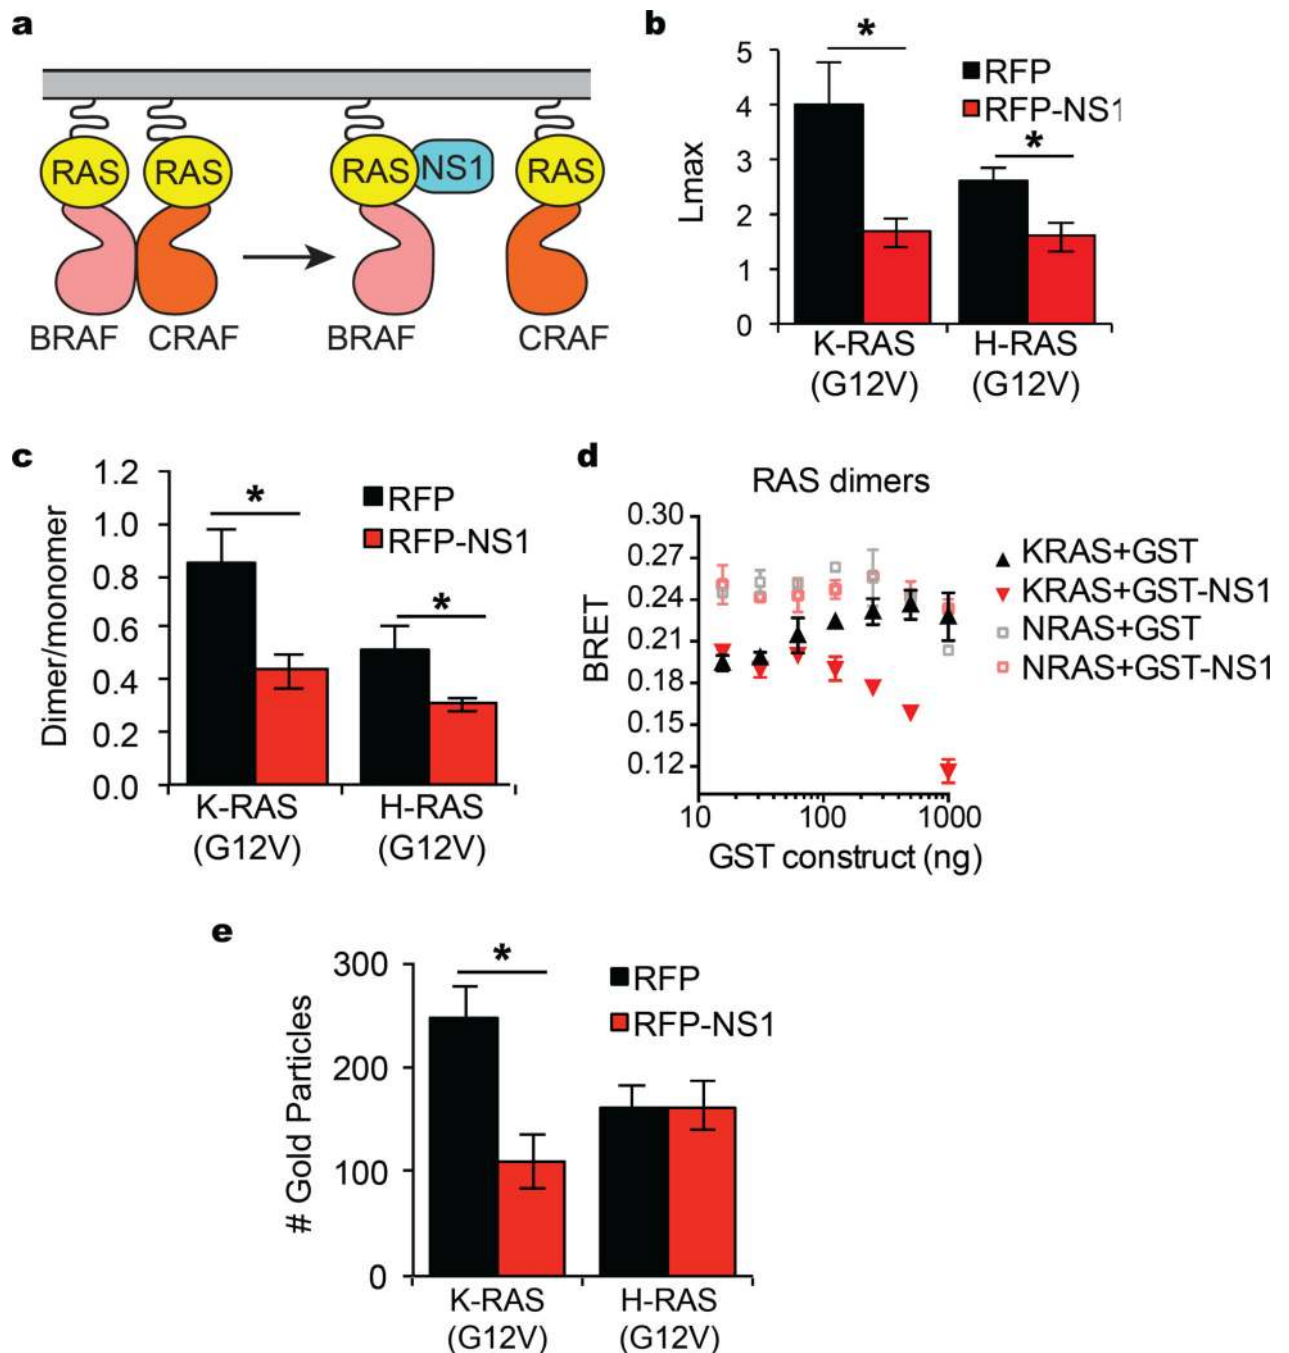 a
RAS RAS RAS NS1 RAS
BRAF CRAF BRAF CRAF
b
*
5
4
3
2
1
0
Lmax
RFP
RFP-NS1
*
K-RAS
(G12V)
H-RAS
(G12V)
c
1.2
1.0
0.8
0.6
0.4
0.2
0.0
Dimer/monomer
*
RFP
RFP-NS1
*
K-RAS
(G12V)
H-RAS
(G12V)
d
RAS dimers
0.30
0.27
0.24
0.21
0.18
0.15
0.12
BRET
KRAS+GST
KRAS+GST-NS1
NRAS+GST
NRAS+GST-NS1
10 100 1000
GST construct (ng)
e
300
200
100
0
# Gold Particles
*
RFP
RFP-NS1
K-RAS
(G12V)
H-RAS
(G12V)